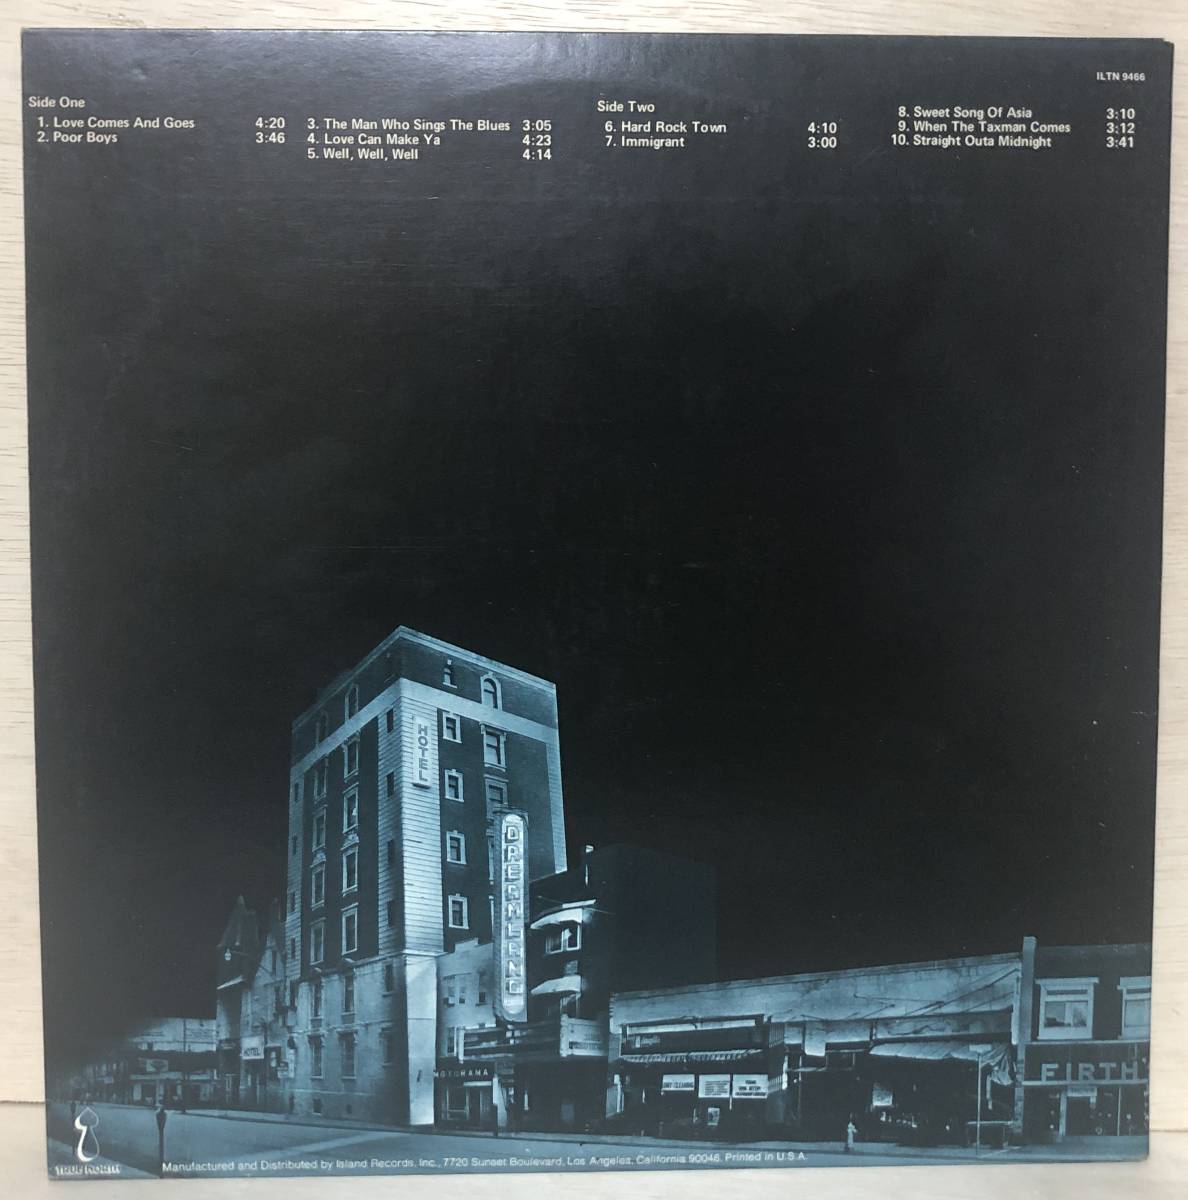 ILTN 9466
Side One
1. Love Comes And Goes 4:20
2. Poor Boys 3:46
3. The Man Who Sings The Blues 3:05
4. Love Can Make Ya 4:23
5. Well, Well, Well 4:14
Side Two
6. Hard Rock Town 4:10
7. Immigrant 3:00
8. Sweet Song Of Asia 3:10
9. When The Taxman Comes 3:12
10. Straight Outa Midnight 3:41
HOTEL
DREAMLAND
HOTEL
MOTORAMA
FIRTH
TRUE NORTH
Manufactured and Distributed by Island Records, Inc., 7720 Sunset Boulevard, Los Angeles, California 90046. Printed in U.S.A.